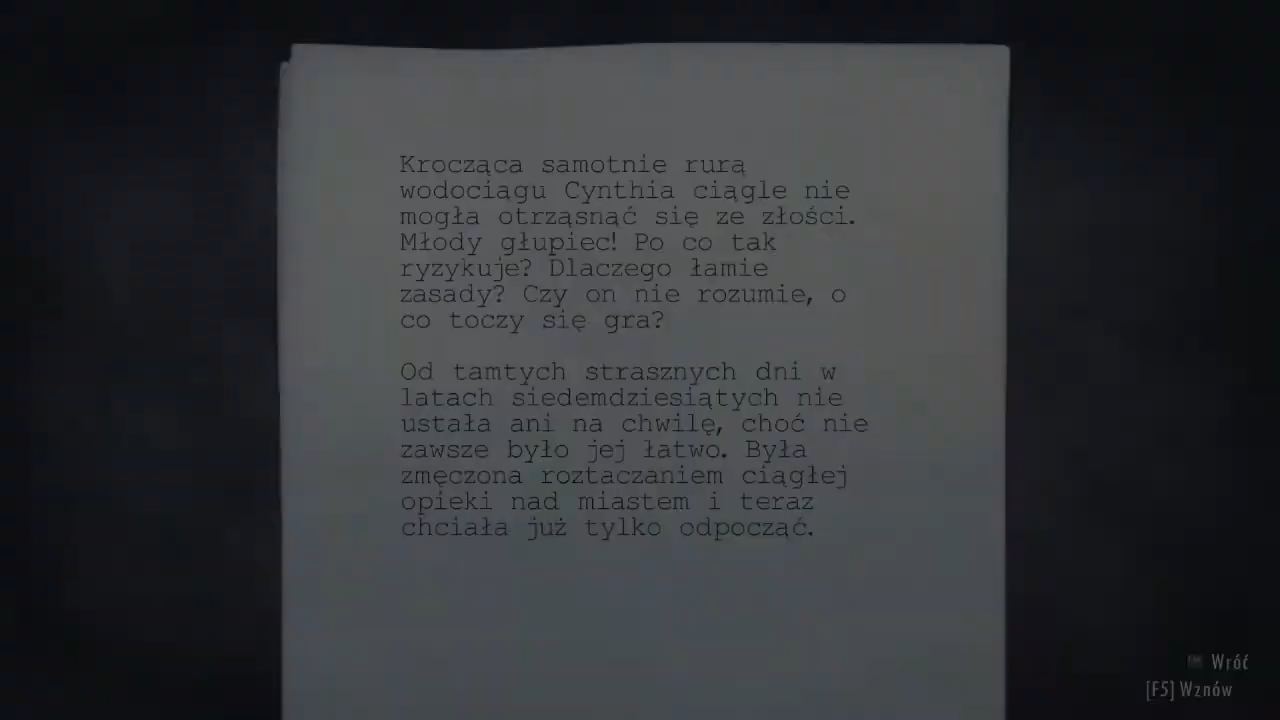 Krocząca samotnie rurą
wodociągu Cynthia ciągle nie
mogła otrząsnąć się ze złości.
Młody głupiec! Po co tak
ryzykuje? Dlaczego łamie
zasady? Czy on nie rozumie, o
co toczy się gra?
Od tamtych strasznych dni w
latach siedemdziesiątych nie
ustała ani na chwilę, choć nie
zawsze było jej łatwo. Była
zmęczona roztaczaniem ciągłej
opieki nad miastem i teraz
chciała już tylko odpocząć.
Wróć
[F5] Wznów